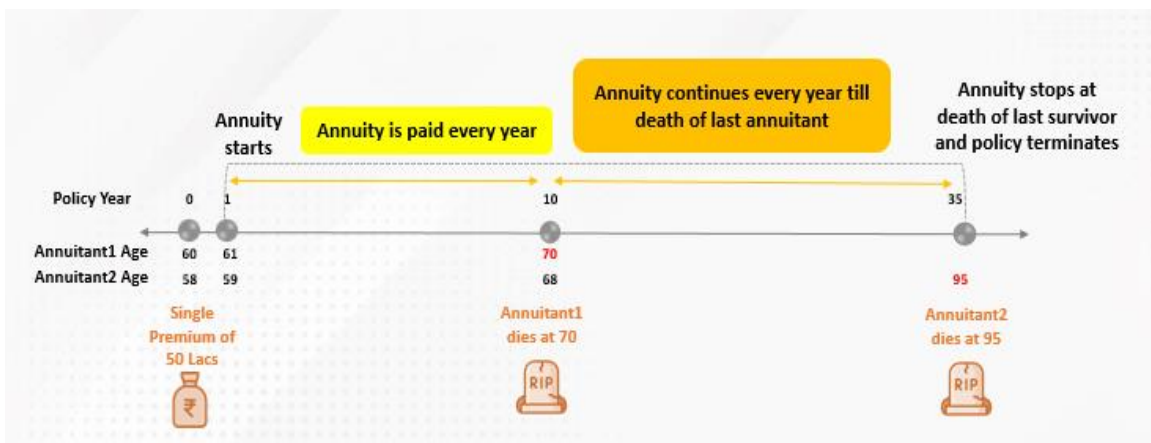 Annuity
starts
Annuity is paid every year
Annuity continues every year till
death of last annuitant
Annuity stops at
death of last survivor
and policy terminates
Policy Year 0 1 10 35
Annuitant1 Age 60 61 70
Annuitant2 Age 58 59 68 95
Single
Premium of
50 Lacs
₹
Annuitant1
dies at 70
RIP
Annuitant2
dies at 95
RIP